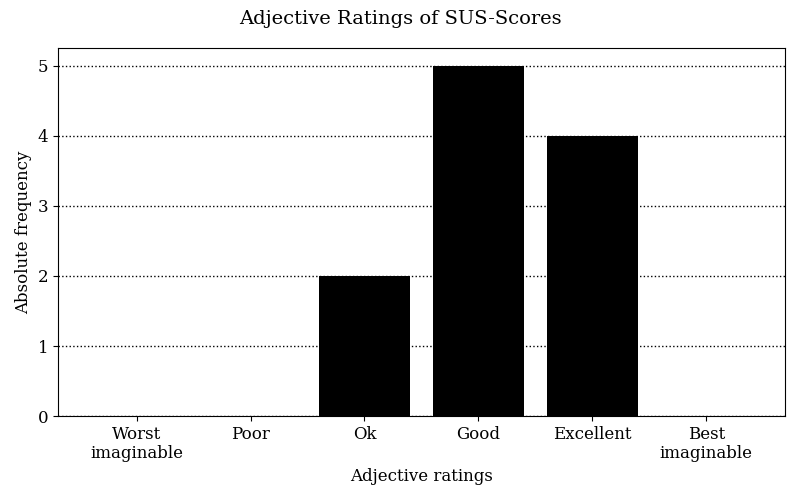 Adjective Ratings of SUS-Scores
5
4
3
2
1
0
Absolute frequency
Worst
imaginable
Poor
Ok
Good
Excellent
Best
imaginable
Adjective ratings